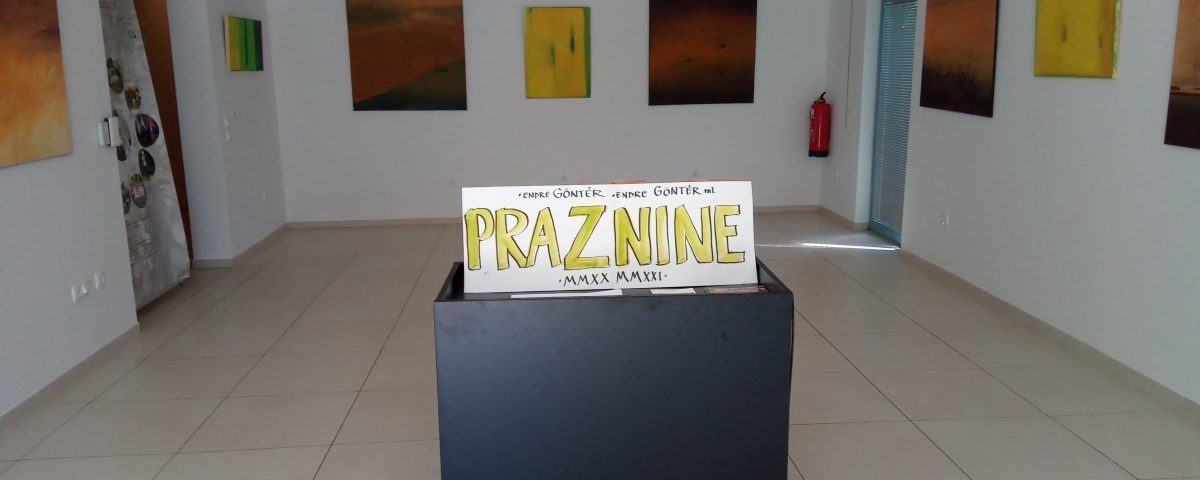 ·ENDRE GÖNTÉR ·ENDRE GÖNTÉR ml.
PRAZNINE
·MMXX MMXXI·